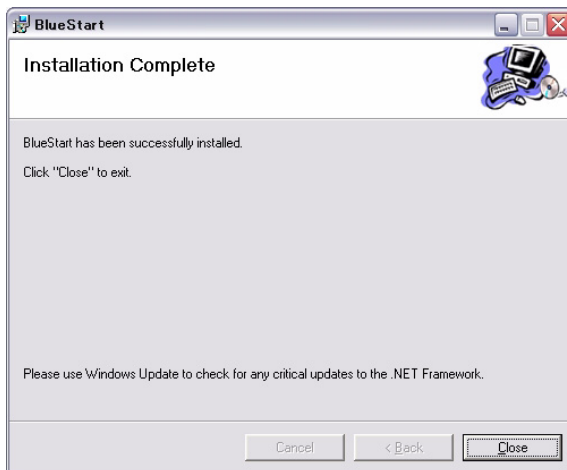 BlueStart
Installation Complete
BlueStart has been successfully installed.
Click "Close" to exit.
Please use Windows Update to check for any critical updates to the .NET Framework.
Cancel
< Back
Close